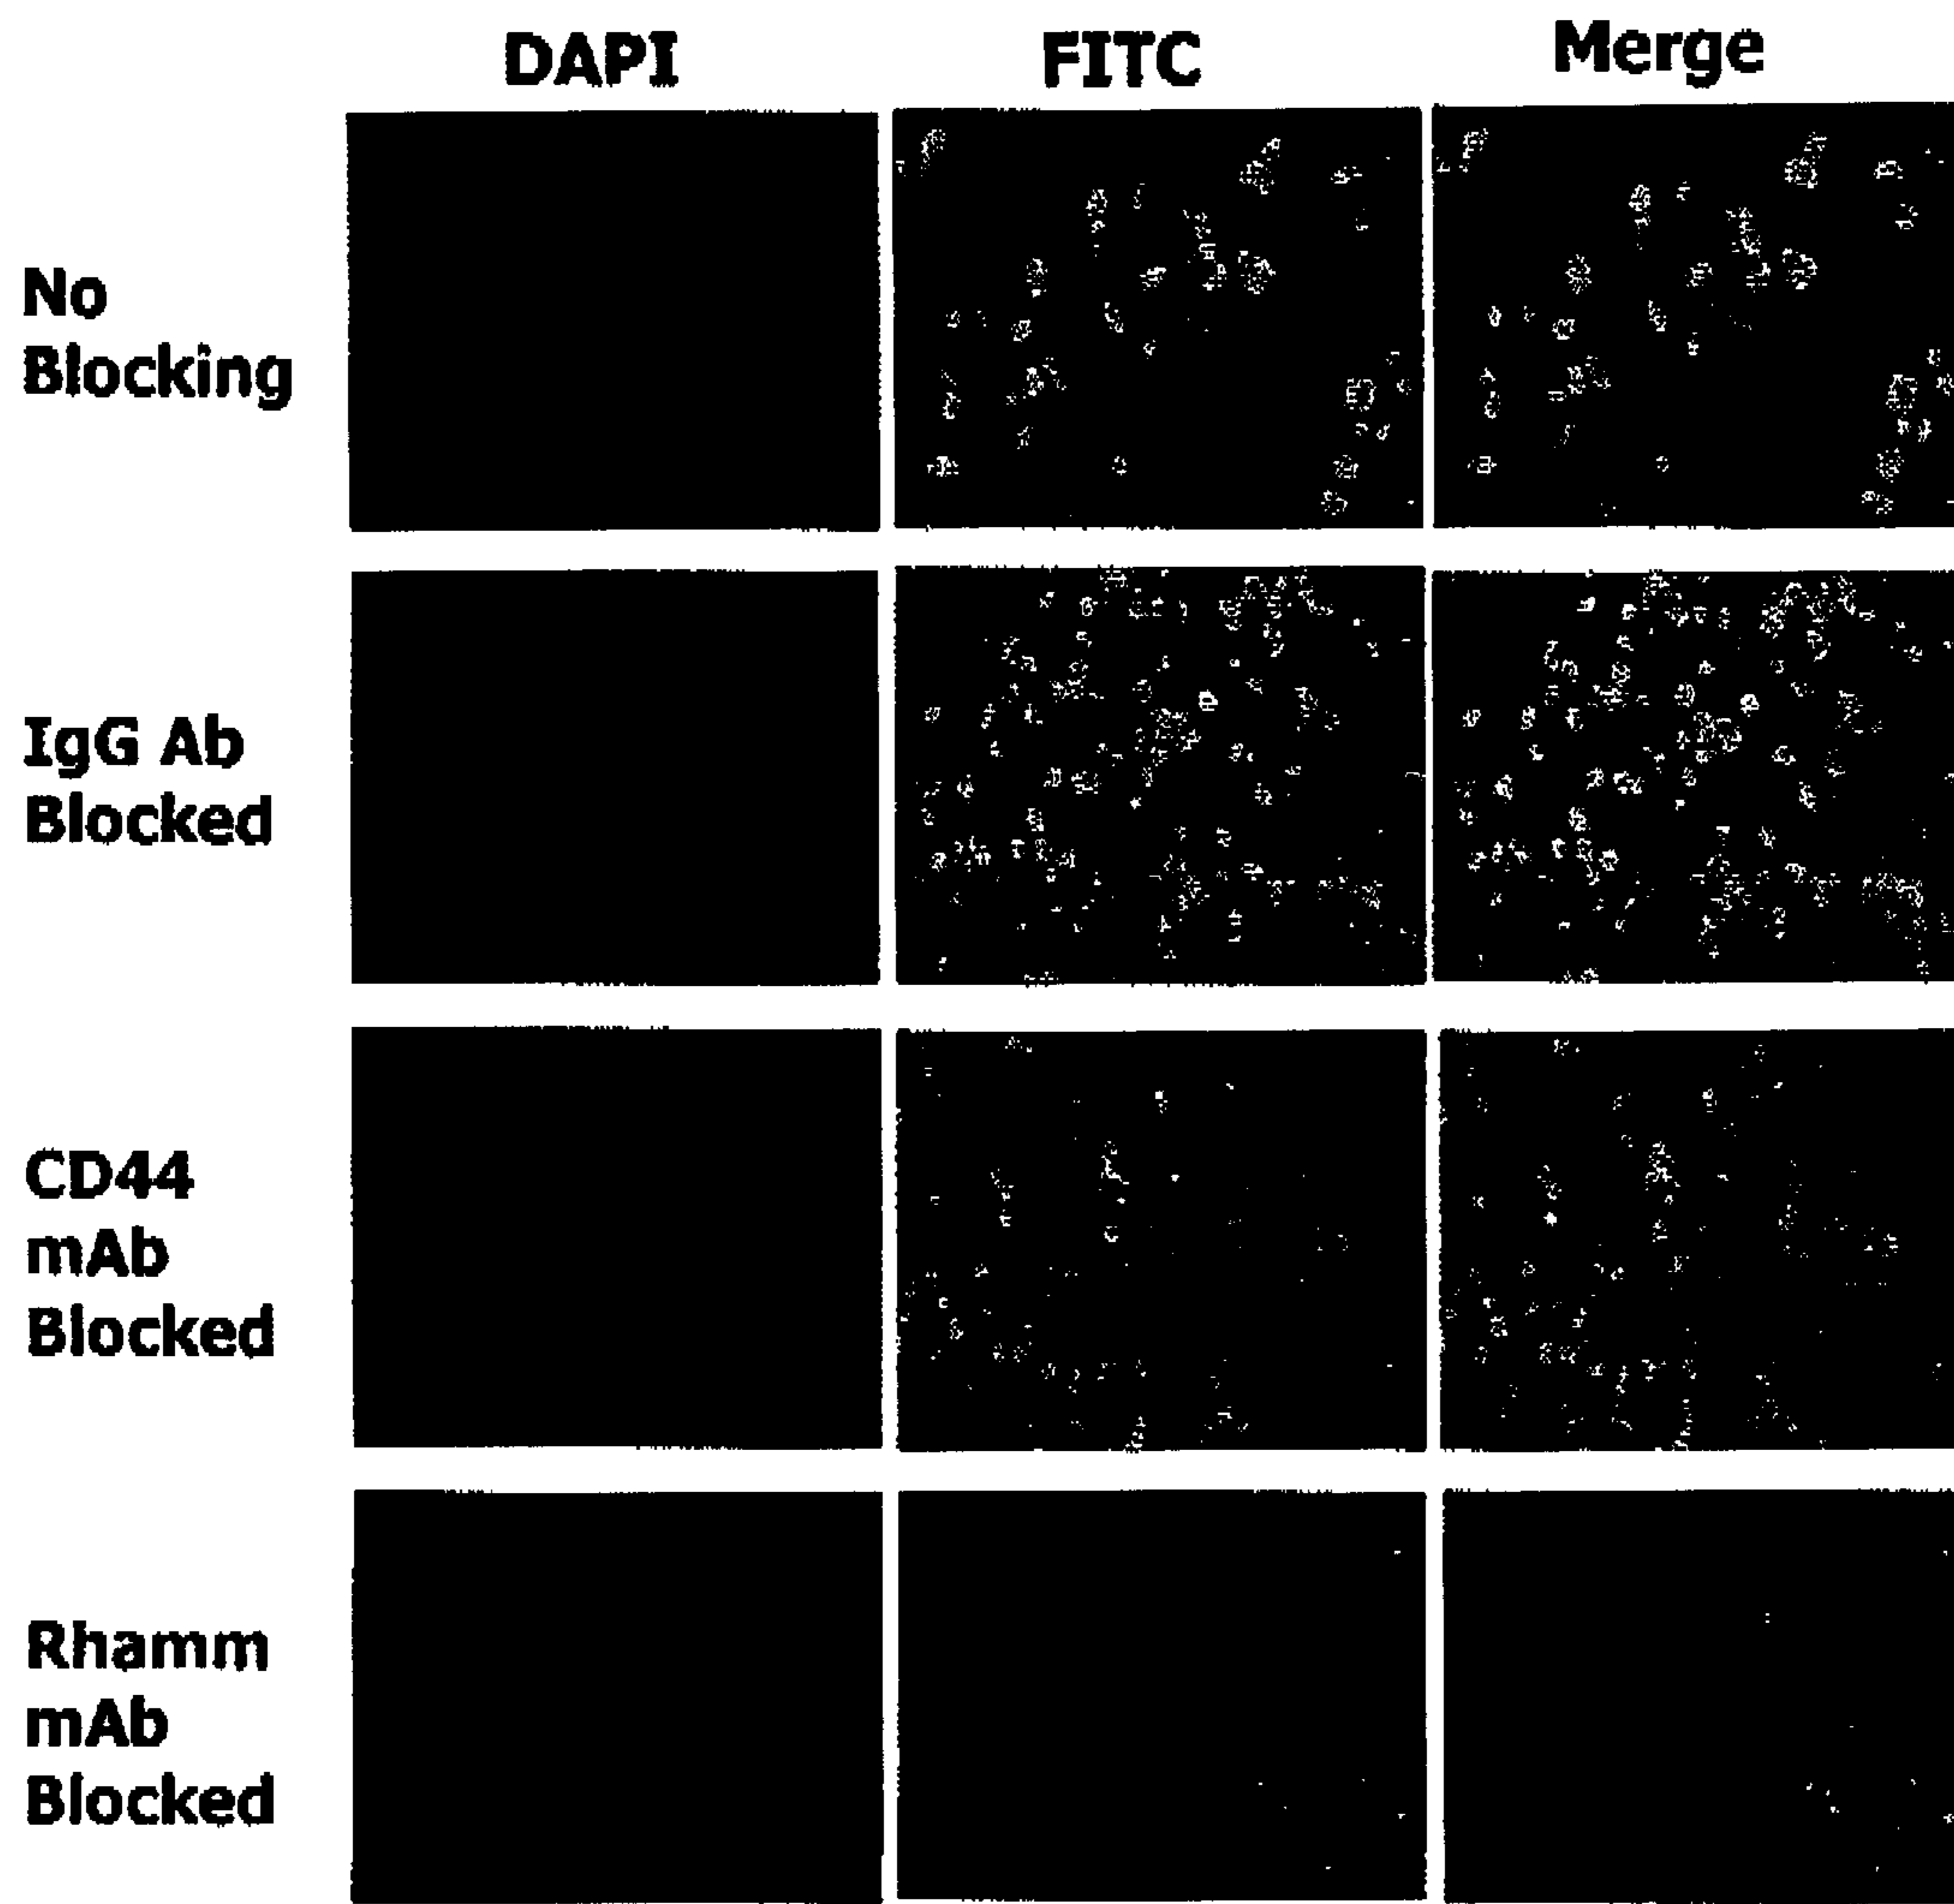 DAPI FITC Merge
No
Blocking
IgG Ab
Blocked
CD44
mAb
Blocked
Rhamm
mAb
Blocked